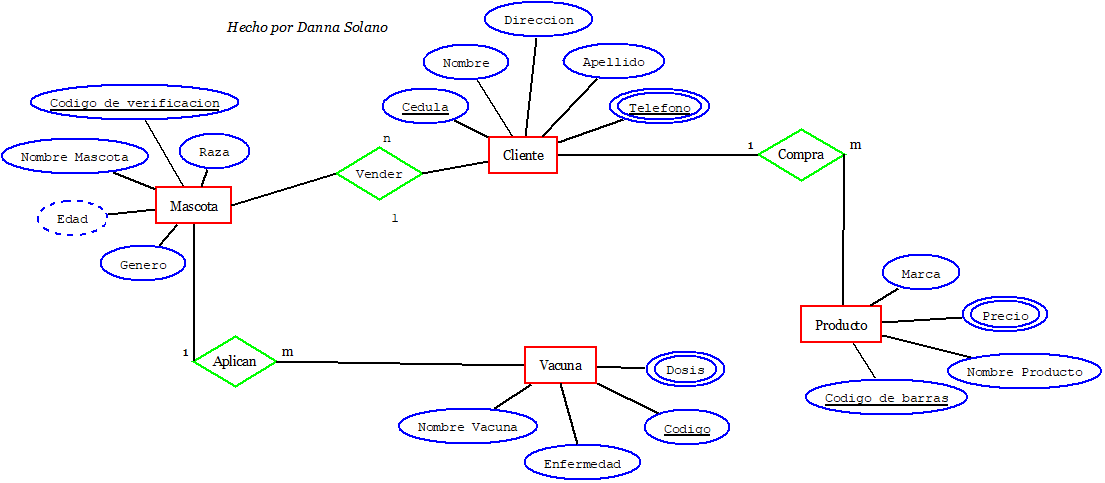 Hecho por Danna Solano
Direccion
Nombre
Apellido
Codigo de verificacion
Cedula
Telefono
Nombre Mascota
Raza
n
Cliente
1
Compra
m
Vender
Mascota
Edad
l
Genero
Marca
Precio
Producto
1
Aplican
m
Vacuna
Dosis
Nombre Producto
Codigo de barras
Nombre Vacuna
Codigo
Enfermedad